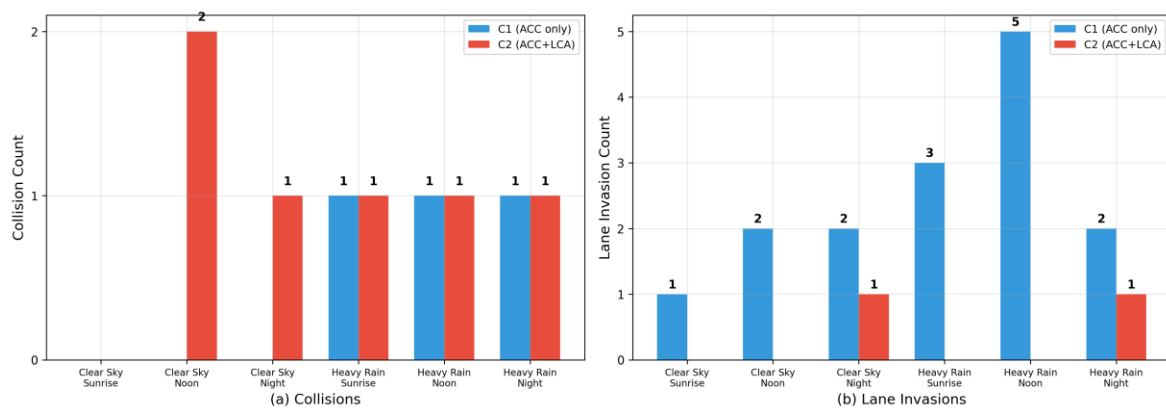 2
C1 (ACC only)
C2 (ACC+LCA)
Collision Count
2
1
0
1
1 1
1 1
1 1
Clear Sky
Sunrise
Clear Sky
Noon
Clear Sky
Night
Heavy Rain
Sunrise
Heavy Rain
Noon
Heavy Rain
Night
(a) Collisions
5
C1 (ACC only)
C2 (ACC+LCA)
Lane Invasion Count
5
4
3
2
1
0
1
2
2
1
3
2
1
Clear Sky
Sunrise
Clear Sky
Noon
Clear Sky
Night
Heavy Rain
Sunrise
Heavy Rain
Noon
Heavy Rain
Night
(b) Lane Invasions